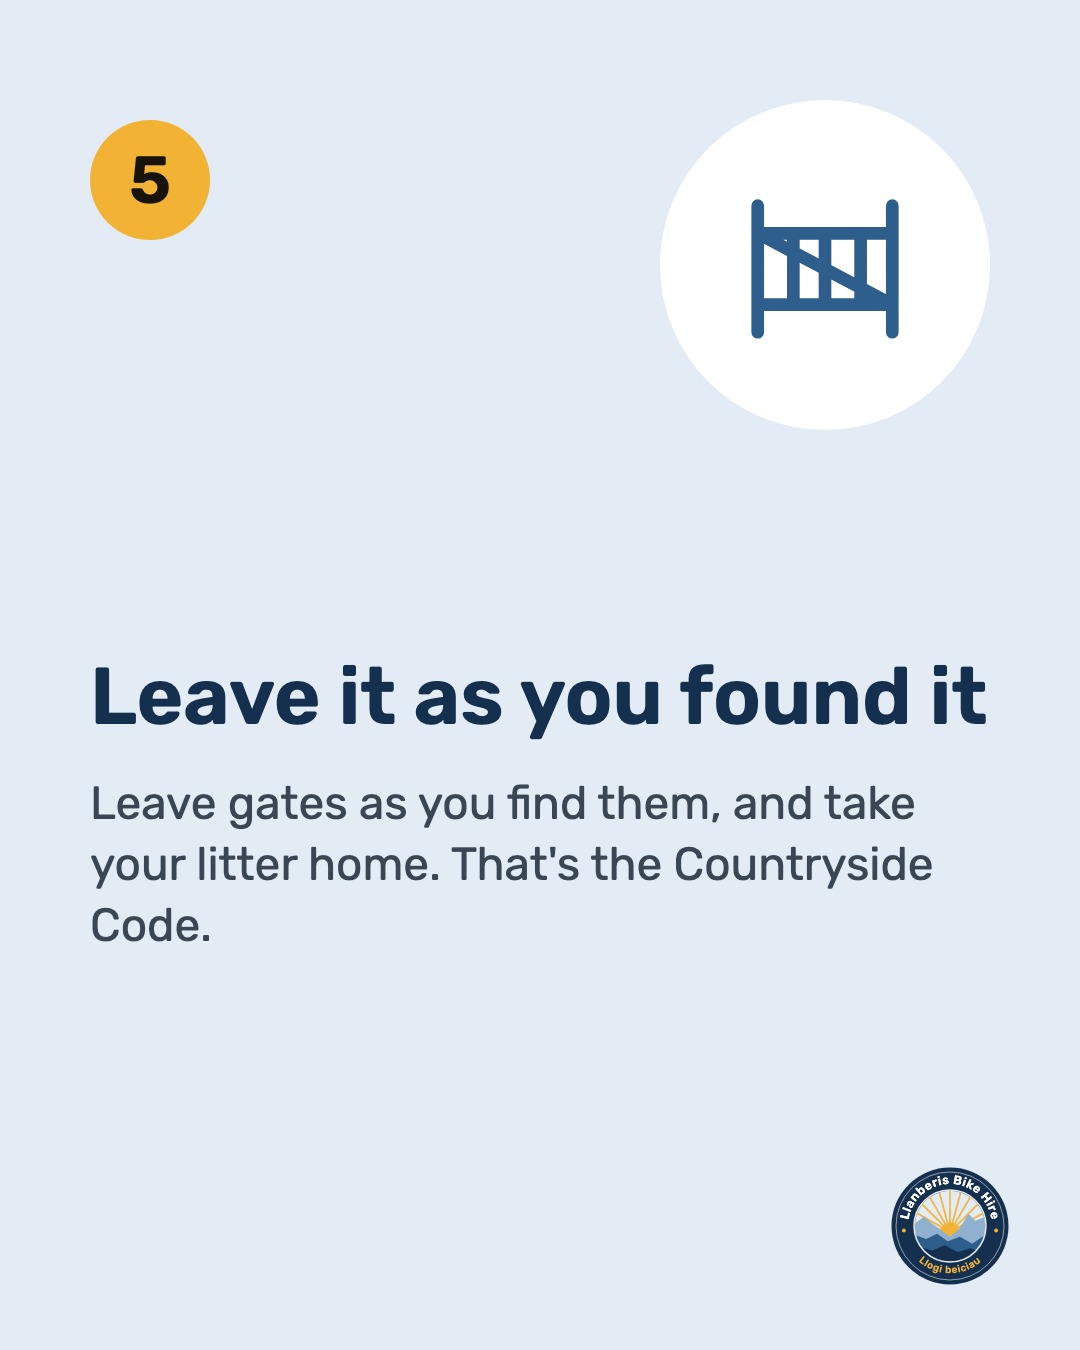 5
Leave it as you found it
Leave gates as you find them, and take
your litter home. That's the Countryside
Code.
Llanberis Bike Hire
Llogi beiciau